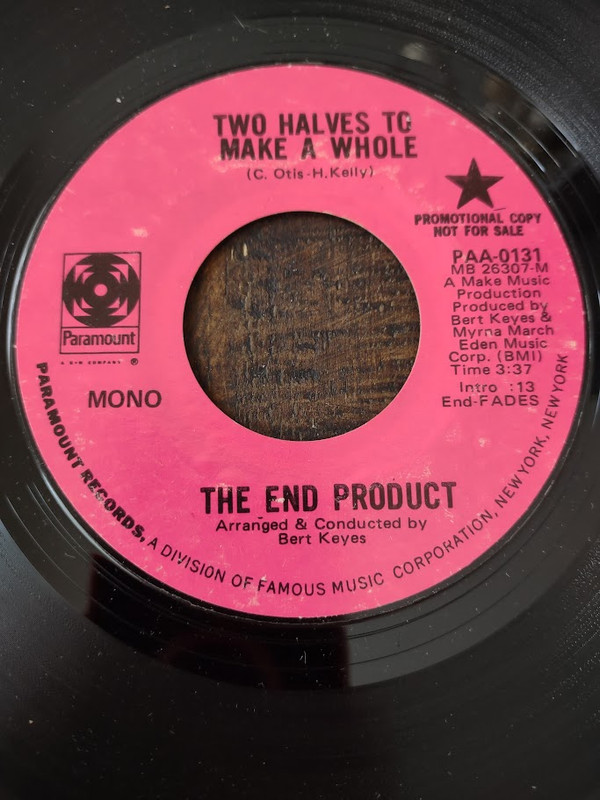 TWO HALVES TO
MAKE A WHOLE
(C. Otis-H.Kelly)
PROMOTIONAL COPY
NOT FOR SALE
PAA-0131
MB 26307-M
A Make Music
Production
Produced by
Bert Keyes &
Myrna March
Eden Music
Corp. (BMI)
Time 3:37
Intro :13
End-FADES
Paramount
A G+W COMPANY ®
MONO
THE END PRODUCT
Arranged & Conducted by
Bert Keyes
PARAMOUNT RECORDS, A DIVISION OF FAMOUS MUSIC CORPORATION, NEW YORK, NEW YORK